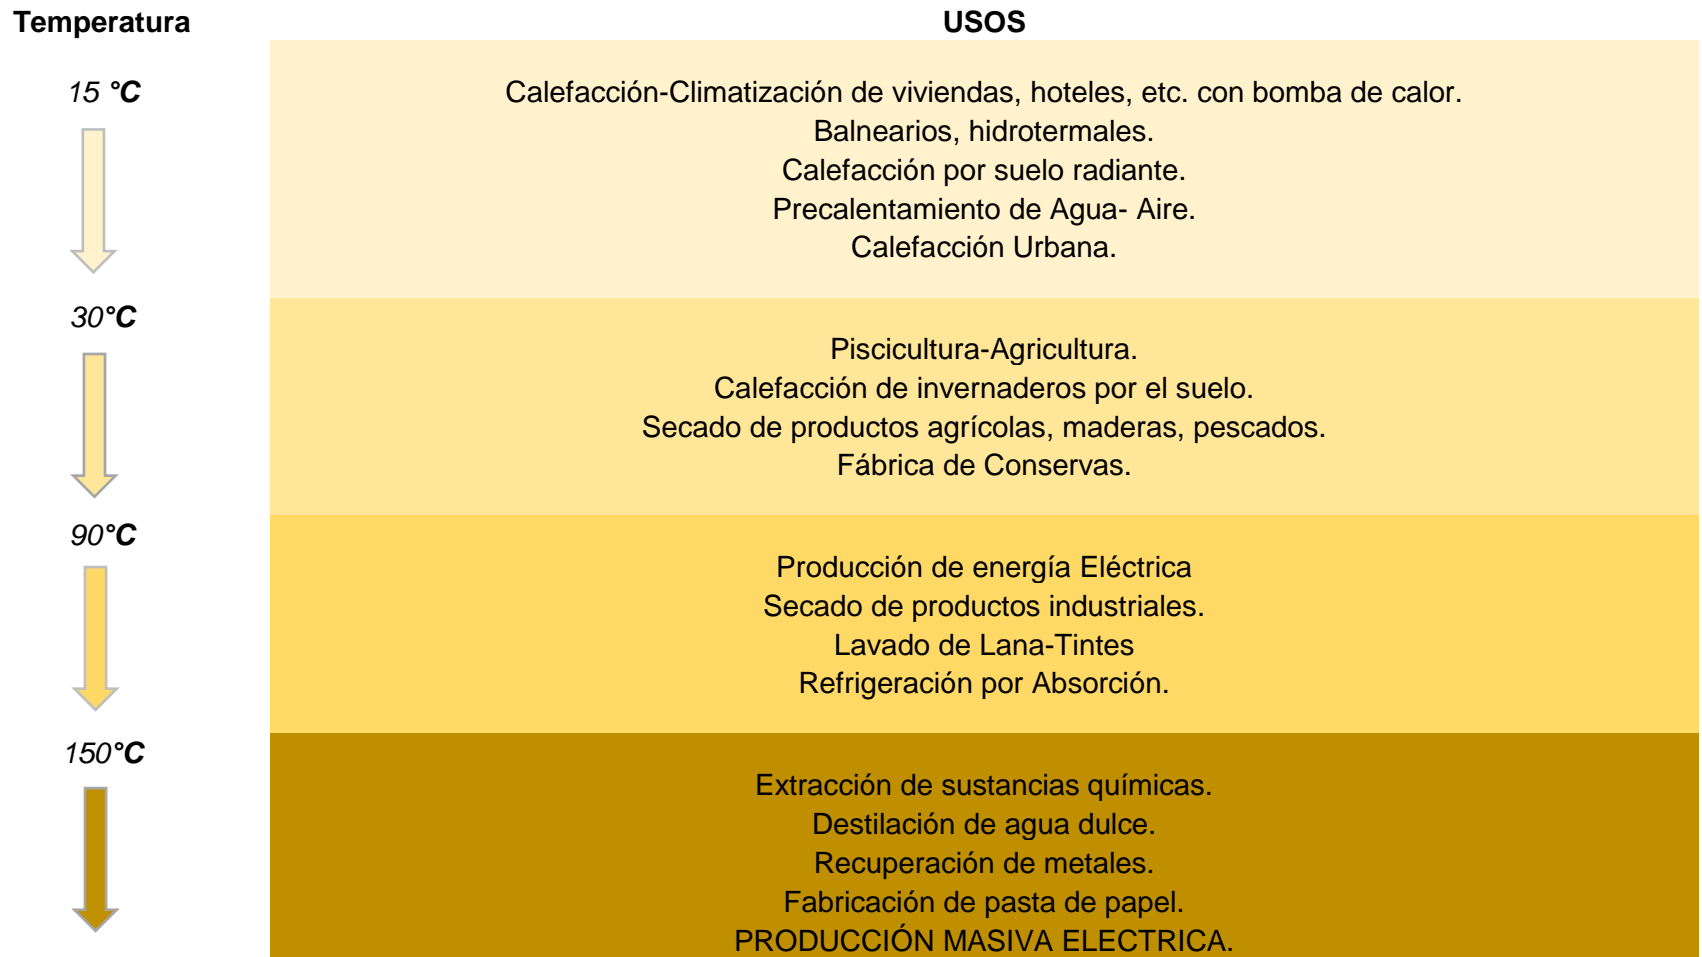 Temperatura
USOS
15 °C
Calefacción-Climatización de viviendas, hoteles, etc. con bomba de calor.
Balnearios, hidrotermales.
Calefacción por suelo radiante.
Precalentamiento de Agua- Aire.
Calefacción Urbana.
30°C
Piscicultura-Agricultura.
Calefacción de invernaderos por el suelo.
Secado de productos agrícolas, maderas, pescados.
Fábrica de Conservas.
90°C
Producción de energía Eléctrica
Secado de productos industriales.
Lavado de Lana-Tintes
Refrigeración por Absorción.
150°C
Extracción de sustancias químicas.
Destilación de agua dulce.
Recuperación de metales.
Fabricación de pasta de papel.
PRODUCCIÓN MASIVA ELECTRICA.